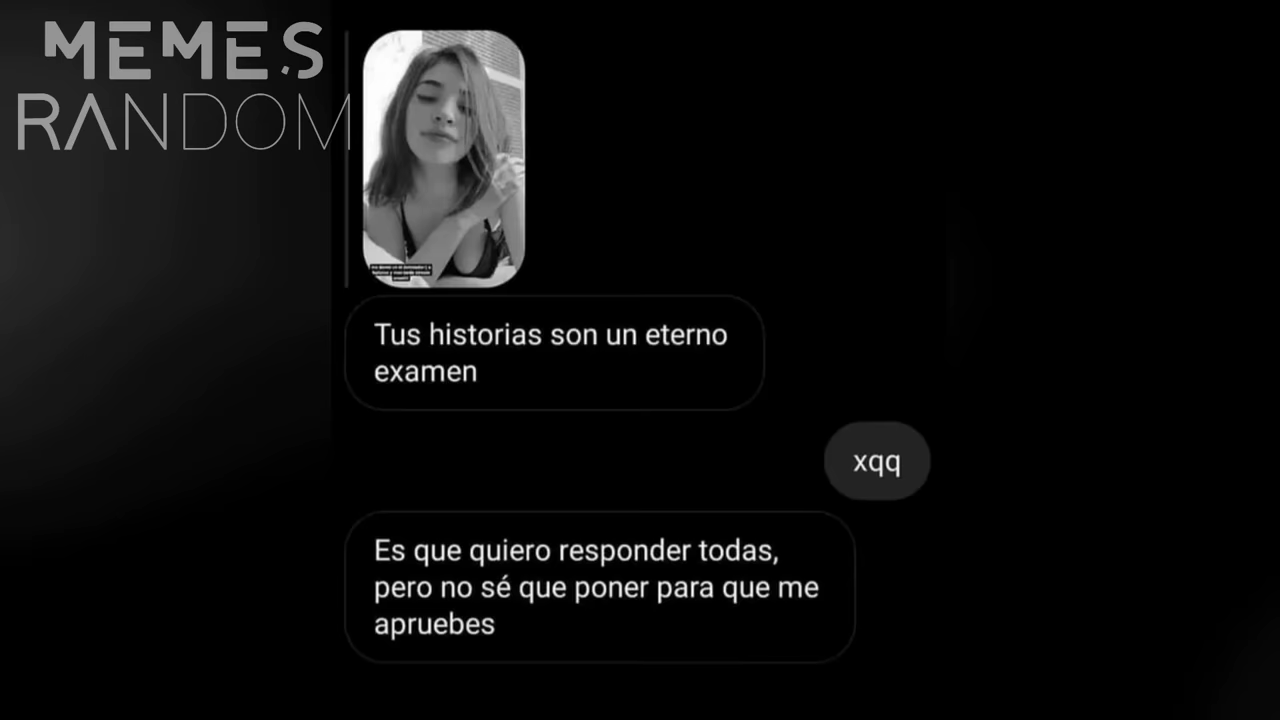 MEMES
RANDOM
Tus historias son un eterno
examen
xqq
Es que quiero responder todas,
pero no sé que poner para que me
apruebes